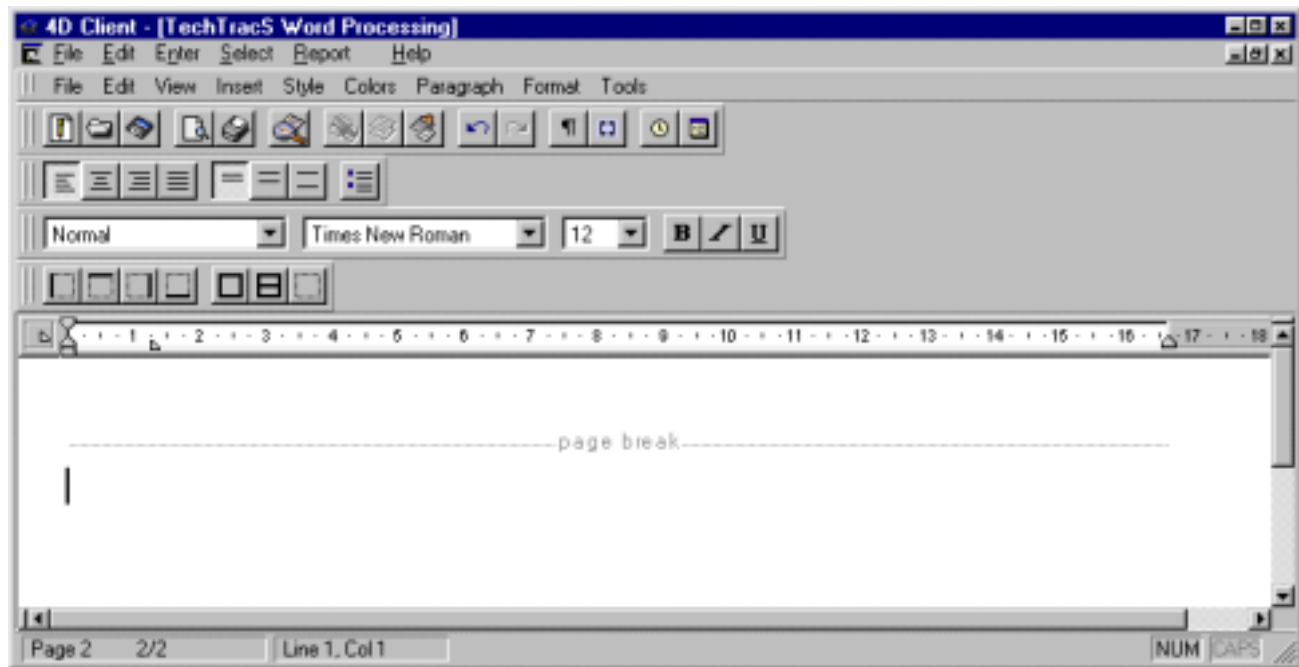 4D Client - [TechTracS Word Processing]
File Edit Enter Select Report Help
File Edit View Insert Style Colors Paragraph Format Tools
Normal Times New Roman 12 B I U
1 2 3 4 5 6 7 8 9 10 11 12 13 14 15 16 17 18
page break
Page 2 2/2 Line 1, Col 1 NUM CAPS